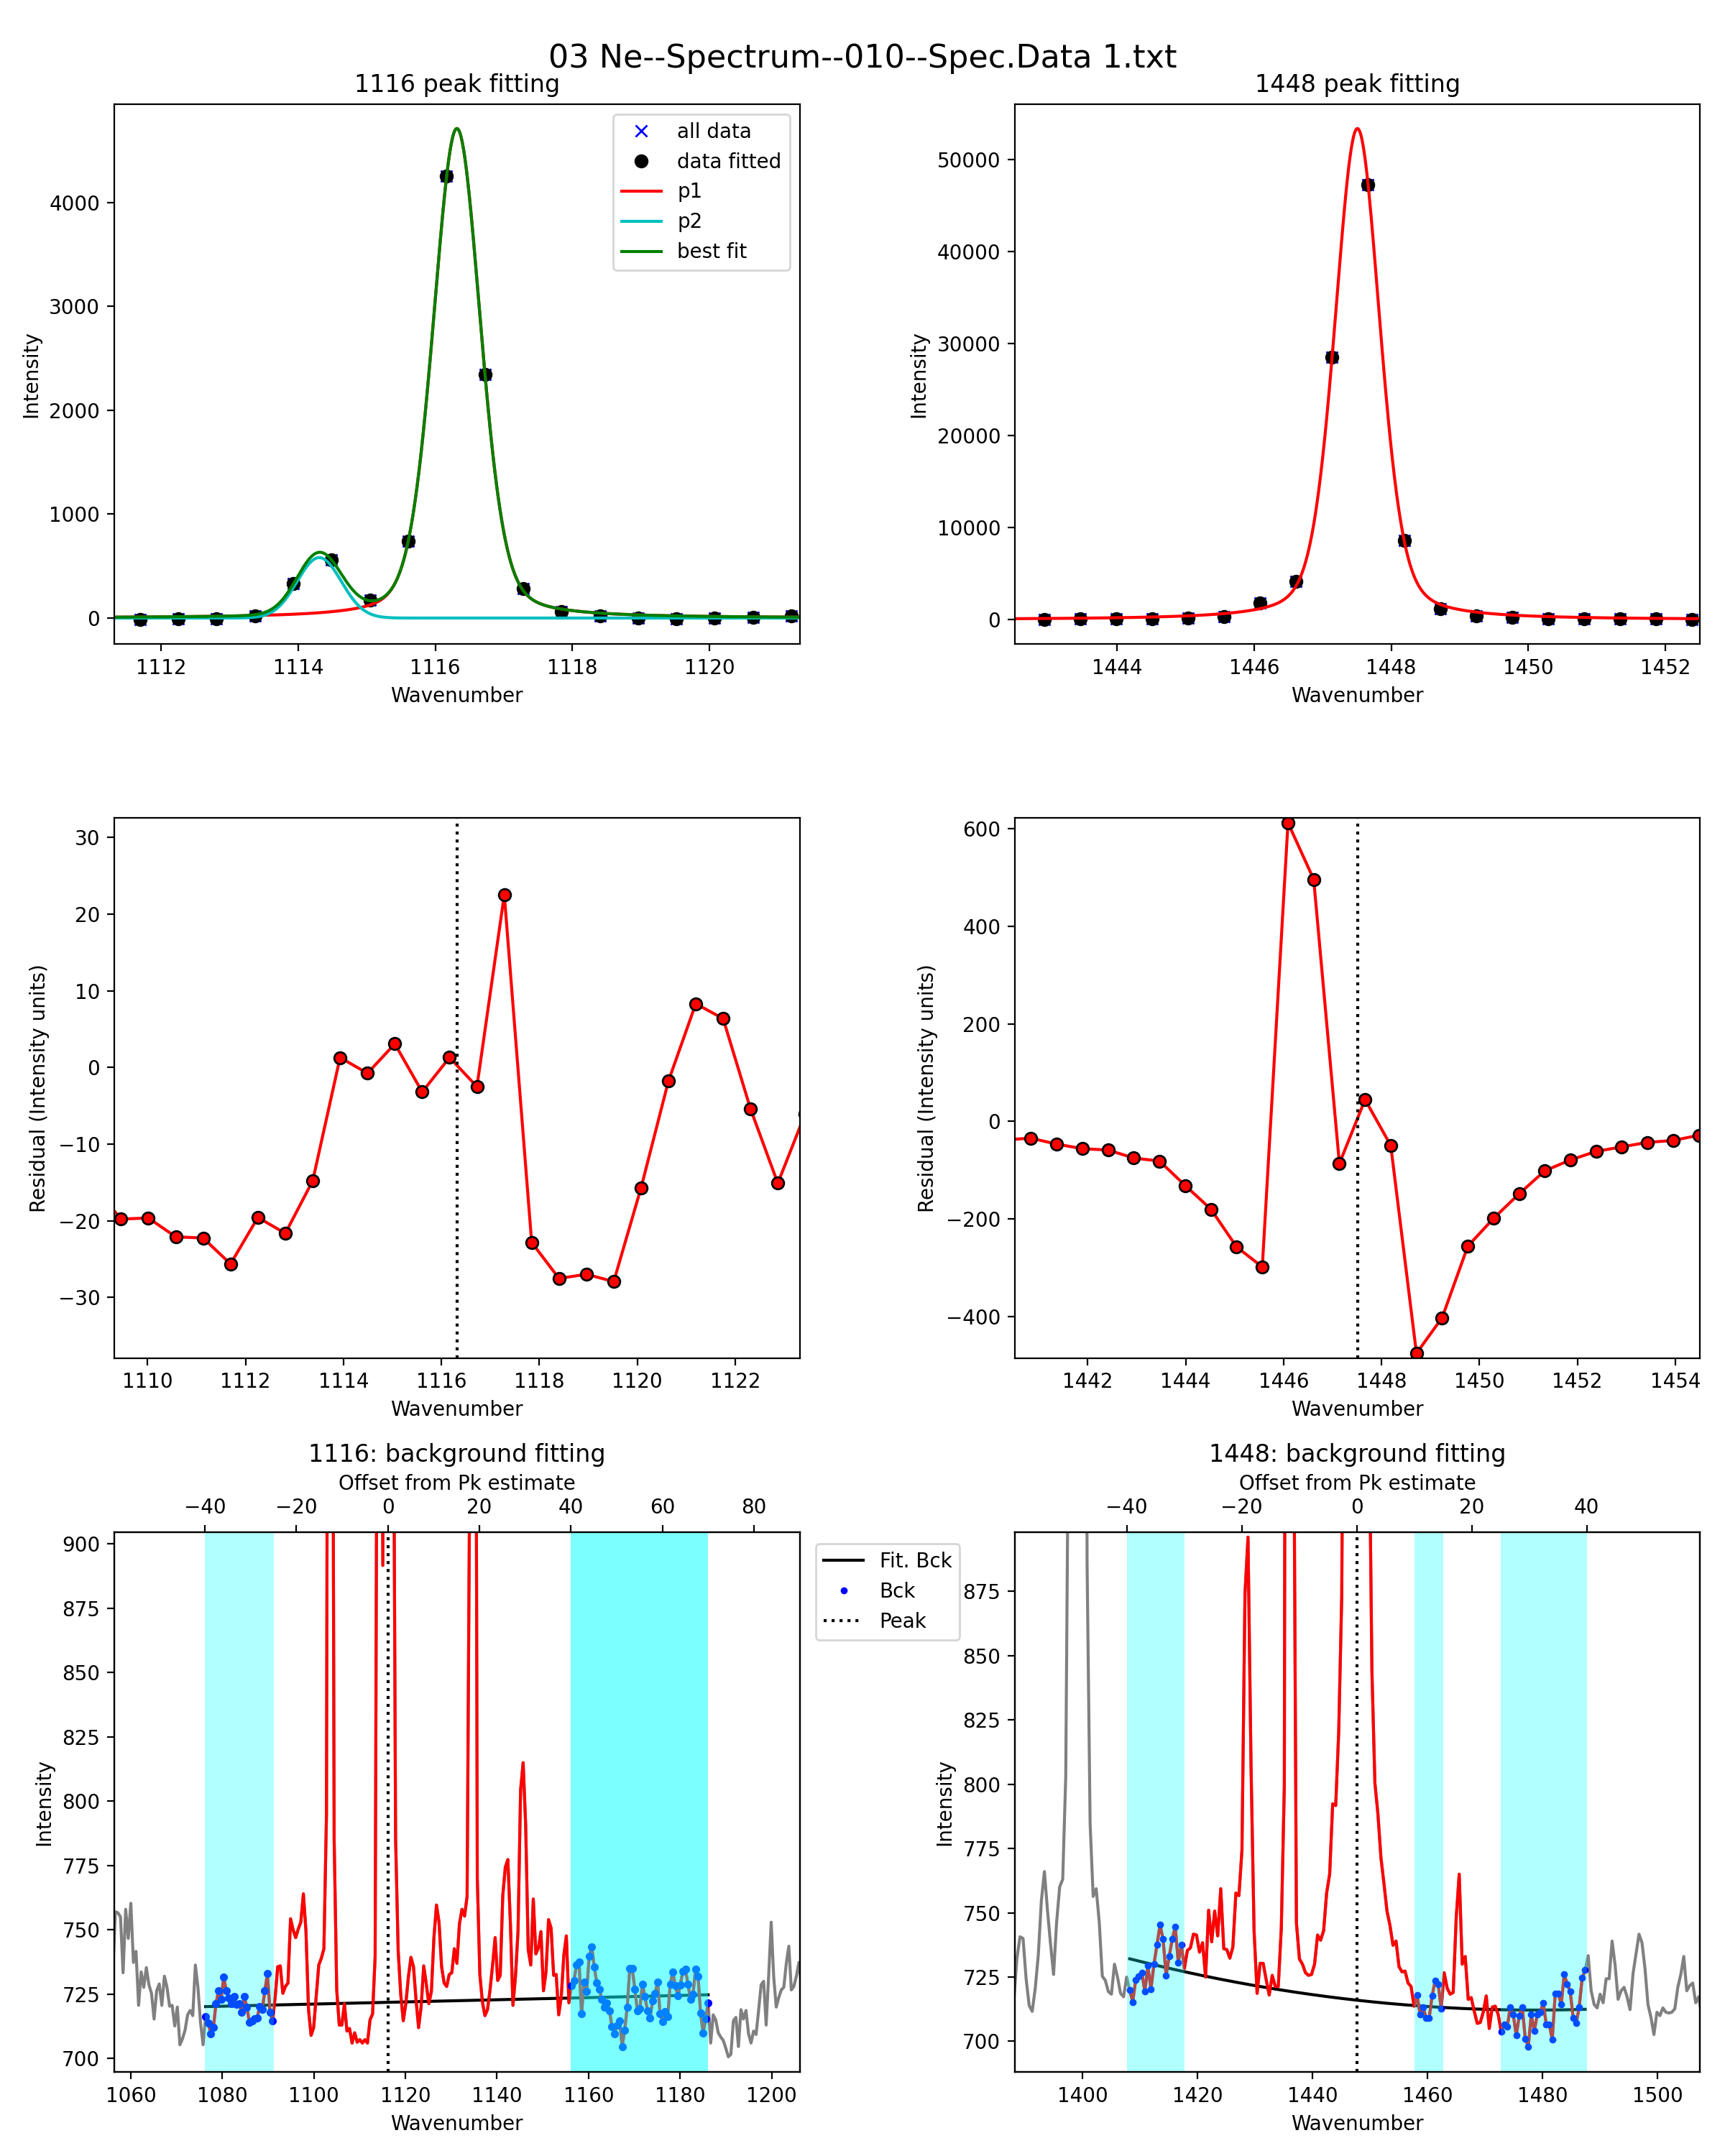 03 Ne--Spectrum--010--Spec.Data 1.txt
1116 peak fitting
Intensity
4000
3000
2000
1000
0
all data
data fitted
p1
p2
best fit
1112 1114 1116 1118 1120
Wavenumber
1448 peak fitting
Intensity
50000
40000
30000
20000
10000
0
1444 1446 1448 1450 1452
Wavenumber
Residual (Intensity units)
30
20
10
0
−10
−20
−30
1110 1112 1114 1116 1118 1120 1122
Wavenumber
Residual (Intensity units)
600
400
200
0
−200
−400
1442 1444 1446 1448 1450 1452 1454
Wavenumber
1116: background fitting
Offset from Pk estimate
−40 −20 0 20 40 60 80
Intensity
900
875
850
825
800
775
750
725
700
1060 1080 1100 1120 1140 1160 1180 1200
Wavenumber
Fit. Bck
Bck
Peak
1448: background fitting
Offset from Pk estimate
−40 −20 0 20 40
Intensity
875
850
825
800
775
750
725
700
1400 1420 1440 1460 1480 1500
Wavenumber